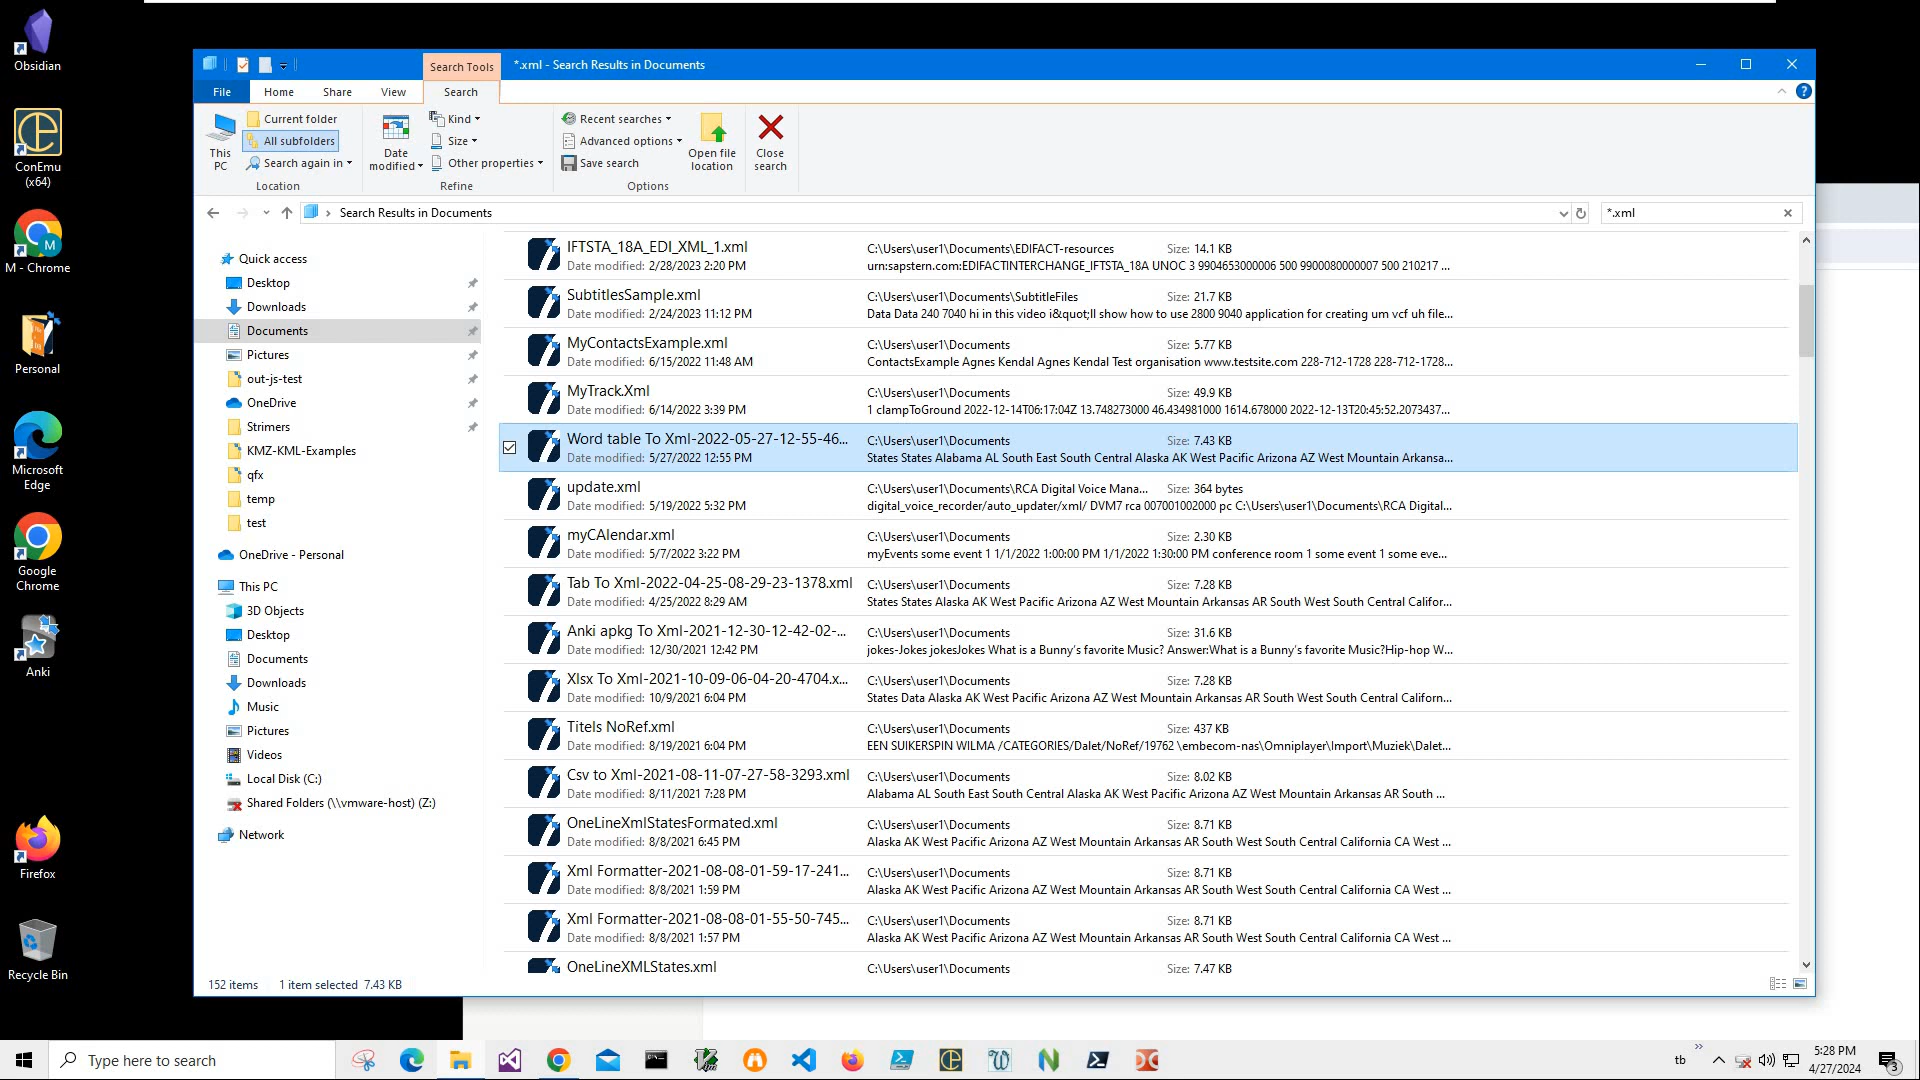 Obsidian
ConEmu
(x64)
M - Chrome
Personal
Microsoft
Edge
Google
Chrome
Anki
Firefox
Recycle Bin
Search Tools
*.xml - Search Results in Documents
File
Home
Share
View
Search
This
PC
Current folder
All subfolders
Search again in
Location
Date
modified
Kind
Size
Other properties
Refine
Recent searches
Advanced options
Save search
Options
Open file
location
Close
search
Search Results in Documents
*.xml
Quick access
Desktop
Downloads
Documents
Pictures
out-js-test
OneDrive
Strimers
KMZ-KML-Examples
qfx
temp
test
OneDrive - Personal
This PC
3D Objects
Desktop
Documents
Downloads
Music
Pictures
Videos
Local Disk (C:)
Shared Folders (\\vmware-host) (Z:)
Network
IFTSTA_18A_EDI_XML_1.xml C:\Users\user1\Documents\EDIFACT-resources Size: 14.1 KB
Date modified: 2/28/2023 2:20 PM urn:sapstern.com:EDIFACTINTERCHANGE_IFTSTA_18A UNOC 3 9904653000006 500 9900080000007 500 210217 ...
SubtitlesSample.xml C:\Users\user1\Documents\SubtitleFiles Size: 21.7 KB
Date modified: 2/24/2023 11:12 PM Data Data 240 7040 hi in this video i&quot;ll show how to use 2800 9040 application for creating um vcf uh file...
MyContactsExample.xml C:\Users\user1\Documents Size: 5.77 KB
Date modified: 6/15/2022 11:48 AM ContactsExample Agnes Kendal Agnes Kendal Test organisation www.testsite.com 228-712-1728 228-712-1728...
MyTrack.Xml C:\Users\user1\Documents Size: 49.9 KB
Date modified: 6/14/2022 3:39 PM 1 clampToGround 2022-12-14T06:17:04Z 13.748273000 46.434981000 1614.678000 2022-12-13T20:45:52.2073437...
Word table To Xml-2022-05-27-12-55-46... C:\Users\user1\Documents Size: 7.43 KB
Date modified: 5/27/2022 12:55 PM States States Alabama AL South East South Central Alaska AK West Pacific Arizona AZ West Mountain Arkansa...
update.xml C:\Users\user1\Documents\RCA Digital Voice Mana... Size: 364 bytes
Date modified: 5/19/2022 5:32 PM digital_voice_recorder/auto_updater/xml/ DVM7 rca 007001002000 pc C:\Users\user1\Documents\RCA Digital...
myCAlendar.xml C:\Users\user1\Documents Size: 2.30 KB
Date modified: 5/7/2022 3:22 PM myEvents some event 1 1/1/2022 1:00:00 PM 1/1/2022 1:30:00 PM conference room 1 some event 1 some eve...
Tab To Xml-2022-04-25-08-29-23-1378.xml C:\Users\user1\Documents Size: 7.28 KB
Date modified: 4/25/2022 8:29 AM States States Alaska AK West Pacific Arizona AZ West Mountain Arkansas AR South West South Central Califor...
Anki apkg To Xml-2021-12-30-12-42-02-... C:\Users\user1\Documents Size: 31.6 KB
Date modified: 12/30/2021 12:42 PM jokes-Jokes jokesJokes What is a Bunny's favorite Music? Answer:What is a Bunny's favorite Music?Hip-hop W...
Xlsx To Xml-2021-10-09-06-04-20-4704.x... C:\Users\user1\Documents Size: 7.28 KB
Date modified: 10/9/2021 6:04 PM States Data Alaska AK West Pacific Arizona AZ West Mountain Arkansas AR South West South Central Californ...
Titels NoRef.xml C:\Users\user1\Documents Size: 437 KB
Date modified: 8/19/2021 6:04 PM EEN SUIKERSPIN WILMA /CATEGORIES/Dalet/NoRef/19762 \embecom-nas\Omniplayer\Import\Muziek\Dalet...
Csv to Xml-2021-08-11-07-27-58-3293.xml C:\Users\user1\Documents Size: 8.02 KB
Date modified: 8/11/2021 7:28 PM Alabama AL South East South Central Alaska AK West Pacific Arizona AZ West Mountain Arkansas AR South ...
OneLineXmlStatesFormated.xml C:\Users\user1\Documents Size: 8.71 KB
Date modified: 8/8/2021 6:45 PM Alaska AK West Pacific Arizona AZ West Mountain Arkansas AR South West South Central California CA West ...
Xml Formatter-2021-08-08-01-59-17-241... C:\Users\user1\Documents Size: 8.71 KB
Date modified: 8/8/2021 1:59 PM Alaska AK West Pacific Arizona AZ West Mountain Arkansas AR South West South Central California CA West ...
Xml Formatter-2021-08-08-01-55-50-745... C:\Users\user1\Documents Size: 8.71 KB
Date modified: 8/8/2021 1:57 PM Alaska AK West Pacific Arizona AZ West Mountain Arkansas AR South West South Central California CA West ...
OneLineXMLStates.xml C:\Users\user1\Documents Size: 7.47 KB
152 items 1 item selected 7.43 KB
Type here to search
tb
5:28 PM
4/27/2024
3